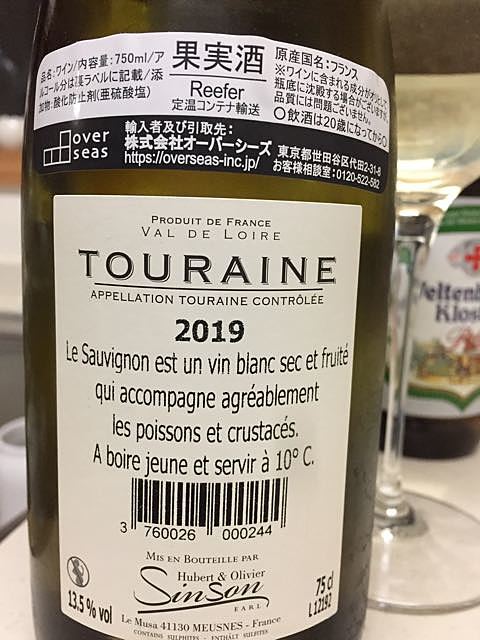 品名:ワイン/内容量:750ml/ア
ルコール分は裏ラベルに記載/添
加物:酸化防止剤(亜硫酸塩)
果実酒
Reefer
定温コンテナ輸送
原産国名:フランス
※ワインに含まれる成分が
瓶底に沈殿する場合がございますが
品質には問題ございません。
〇飲酒は20歳になってから〇
over
seas
輸入者及び引取先:
株式会社オーバーシーズ
https://overseas-inc.jp/
東京都世田谷区代田2-31-8
お客様相談室:0120-522-582
PRODUIT DE FRANCE
VAL DE LOIRE
TOURAINE
APPELLATION TOURAINE CONTRÔLÉE
2019
Le Sauvignon est un vin blanc sec et fruité
qui accompagne agréablement
les poissons et crustacés.
A boire jeune et servir à 10° C.
3 760026 000244
MIS EN BOUTEILLE PAR
Hubert & Olivier
Sinson
E A R L
Le Musa 41130 MEUSNES - France
CONTAINS SULPHITES - ENTHÄLT SULFITES
13.5 % vol
75 cl
L12192
Kloster